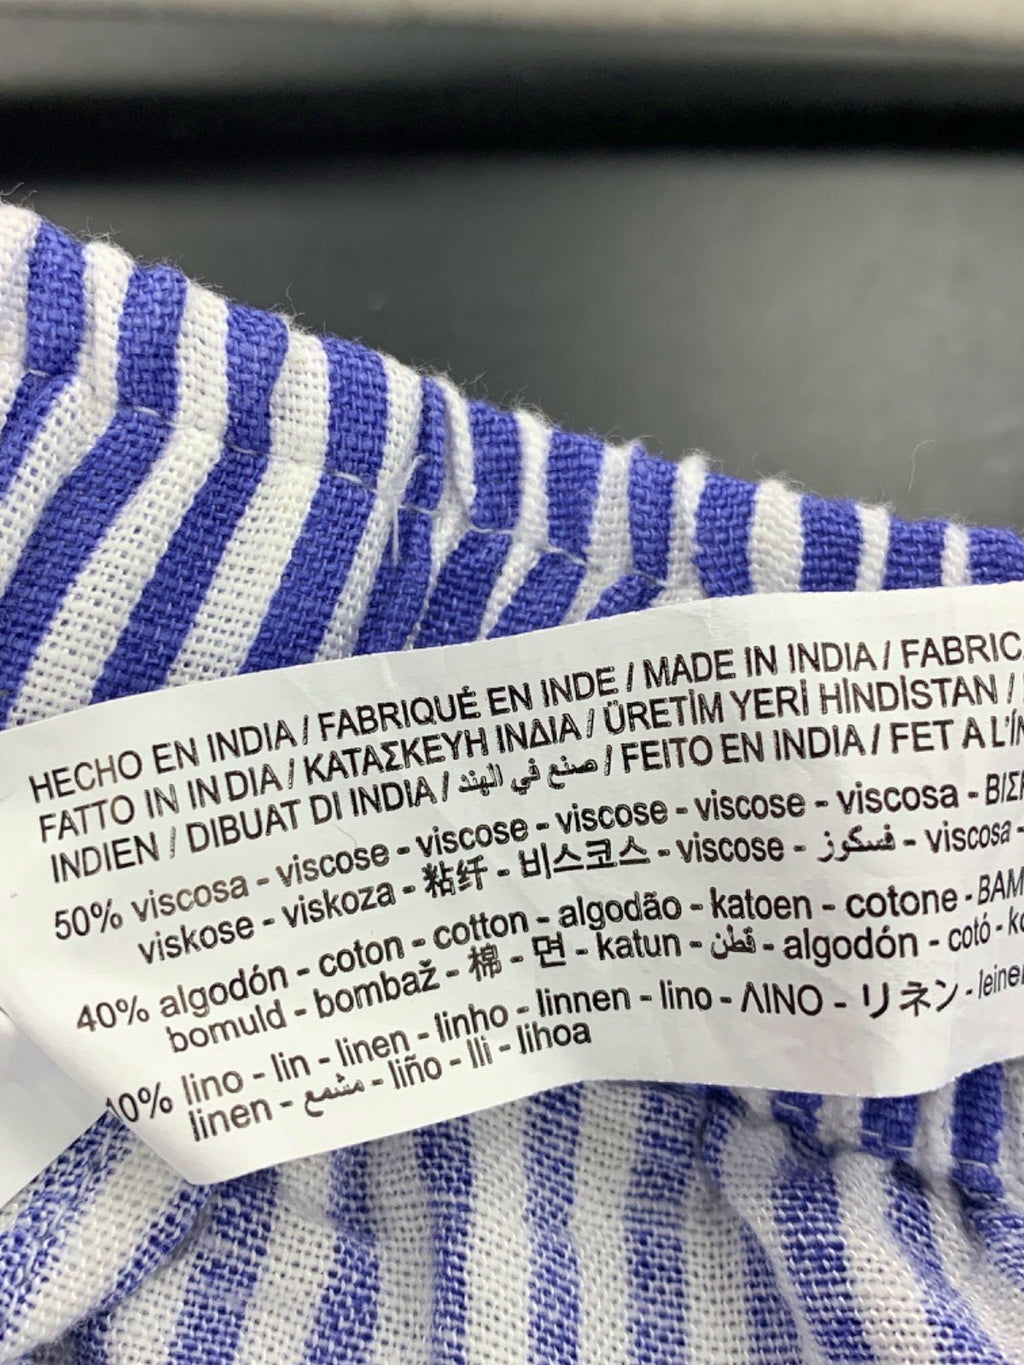 HECHO EN INDIA / FABRIQUÉ EN INDE / MADE IN INDIA / FABRIC
FATTO IN INDIA / ΚΑΤΑΣΚΕΥΗ ΙΝΔΙΑ / ÜRETİM YERİ HİNDİSTAN /
INDIEN / DIBUAT DI INDIA / صنع في الهند / FEITO EN INDIA / FET A L'ÍN
50% viscosa - viscose - viscose - viscose - viscose - viscosa - ΒΙΣΚ
viskose - viskoza - 粘纤 - 비스코스 - viscose - فسكوز - viscosa -
40% algodón - coton - cotton - algodão - katoen - cotone - ΒΑΜ
bomuld - bombaž - 棉 - 면 - katun - قطن - algodón - cotó - k
10% lino - lin - linen - linho - linnen - lino - ΛΙΝΟ - リネン - leinen
linen - مشمع - liño - lli - lihoa